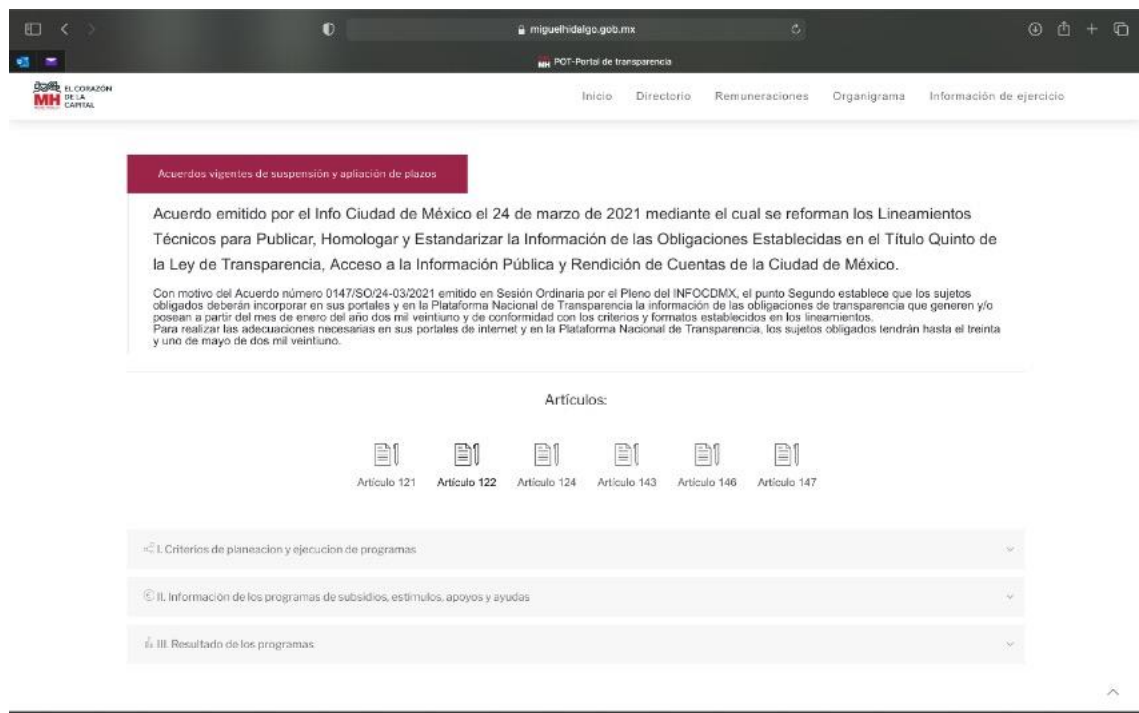 miguelhidalgo.gob.mx
MH POT-Portal de transparencia
MH EL CORAZÓN
DE LA
CAPITAL
Inicio Directorio Remuneraciones Organigrama Información de ejercicio
Acuerdos vigentes de suspensión y apliación de plazos
Acuerdo emitido por el Info Ciudad de México el 24 de marzo de 2021 mediante el cual se reforman los Lineamientos
Técnicos para Publicar, Homologar y Estandarizar la Información de las Obligaciones Establecidas en el Título Quinto de
la Ley de Transparencia, Acceso a la Información Pública y Rendición de Cuentas de la Ciudad de México.
Con motivo del Acuerdo número 0147/SO/24-03/2021 emitido en Sesión Ordinaria por el Pleno del INFOCDMX, el punto Segundo establece que los sujetos
obligados deberán incorporar en sus portales y en la Plataforma Nacional de Transparencia la información de las obligaciones de transparencia que generen y/o
posean a partir del mes de enero del año dos mil veintiuno y de conformidad con los criterios y formatos establecidos en los lineamientos.
Para realizar las adecuaciones necesarias en sus portales de internet y en la Plataforma Nacional de Transparencia, los sujetos obligados tendrán hasta el treinta
y uno de mayo de dos mil veintiuno.
Artículos:
Artículo 121 Artículo 122 Artículo 124 Artículo 143 Artículo 146 Artículo 147
I. Criterios de planeacion y ejecucion de programas
II. Información de los programas de subsidios, estimulos, apoyos y ayudas
III. Resultado de los programas